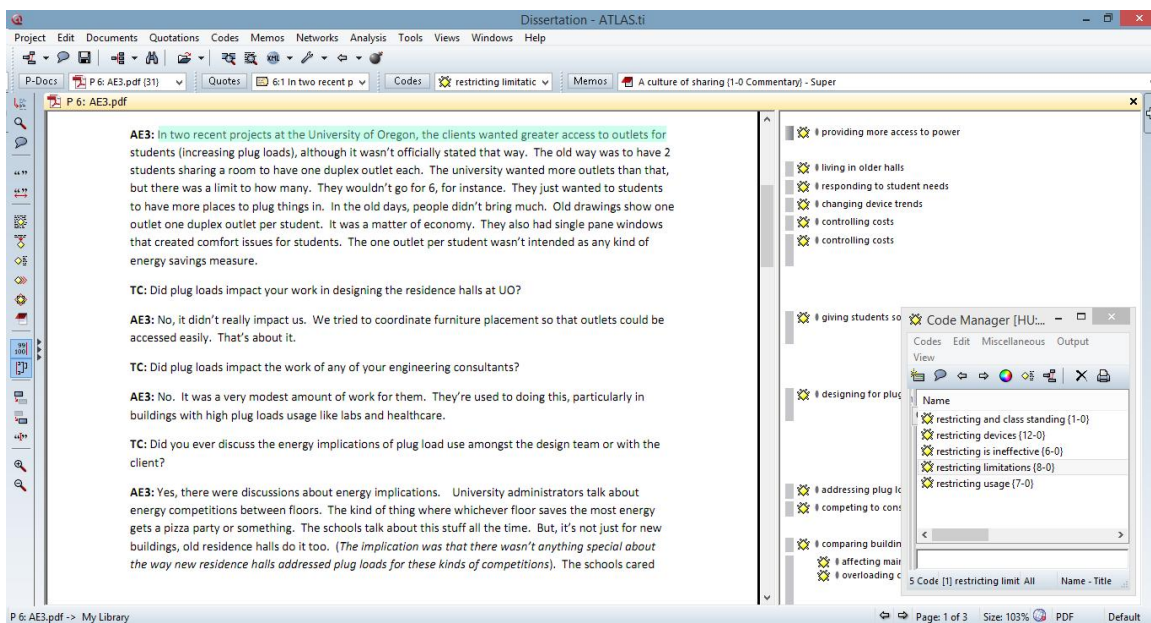 Dissertation - ATLAS.ti
Project Edit Documents Quotations Codes Memos Networks Analysis Tools Views Windows Help
P-Docs P 6: AE3.pdf {31} Quotes 6:1 In two recent p Codes restricting limitatic Memos A culture of sharing {1-0 Commentary} - Super
P 6: AE3.pdf
AE3: In two recent projects at the University of Oregon, the clients wanted greater access to outlets for
students (increasing plug loads), although it wasn't officially stated that way. The old way was to have 2
students sharing a room to have one duplex outlet each. The university wanted more outlets than that,
but there was a limit to how many. They wouldn't go for 6, for instance. They just wanted to students
to have more places to plug things in. In the old days, people didn't bring much. Old drawings show one
outlet one duplex outlet per student. It was a matter of economy. They also had single pane windows
that created comfort issues for students. The one outlet per student wasn't intended as any kind of
energy savings measure.
TC: Did plug loads impact your work in designing the residence halls at UO?
AE3: No, it didn't really impact us. We tried to coordinate furniture placement so that outlets could be
accessed easily. That's about it.
TC: Did plug loads impact the work of any of your engineering consultants?
AE3: No. It was a very modest amount of work for them. They're used to doing this, particularly in
buildings with high plug loads usage like labs and healthcare.
TC: Did you ever discuss the energy implications of plug load use amongst the design team or with the
client?
AE3: Yes, there were discussions about energy implications. University administrators talk about
energy competitions between floors. The kind of thing where whichever floor saves the most energy
gets a pizza party or something. The schools talk about this stuff all the time. But, it's not just for new
buildings, old residence halls do it too. (The implication was that there wasn't anything special about
the way new residence halls addressed plug loads for these kinds of competitions). The schools cared
providing more access to power
living in older halls
responding to student needs
changing device trends
controlling costs
controlling costs
giving students so
designing for plug
addressing plug lo
competing to cons
comparing buildin
affecting mair
overloading c
Code Manager [HU:...
Codes Edit Miscellaneous Output
View
Name
restricting and class standing {1-0}
restricting devices {12-0}
restricting is ineffective {6-0}
restricting limitations {8-0}
restricting usage {7-0}
5 Code [1] restricting limit All Name - Title
P 6: AE3.pdf -> My Library Page: 1 of 3 Size: 103% PDF Default